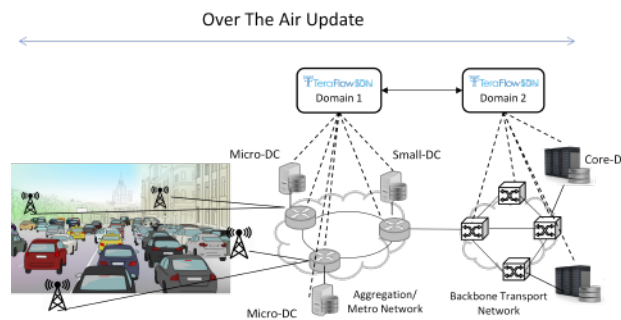 Over The Air Update
TeraFlowSDN
Domain 1
TeraFlowSDN
Domain 2
Micro-DC
Small-DC
Core-D
Micro-DC
Aggregation/
Metro Network
Backbone Transport
Network